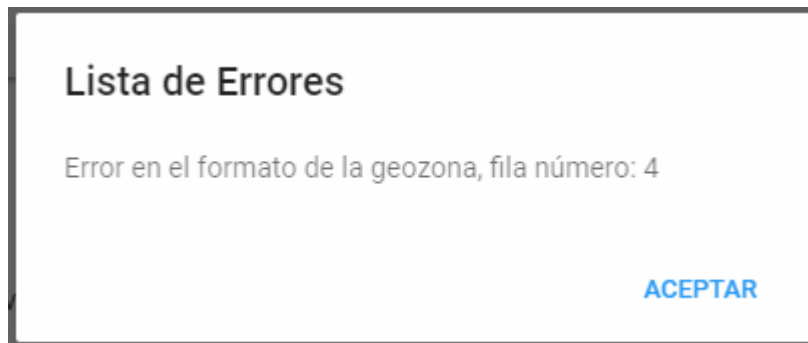 Lista de Errores
Error en el formato de la geozona, fila número: 4
ACEPTAR